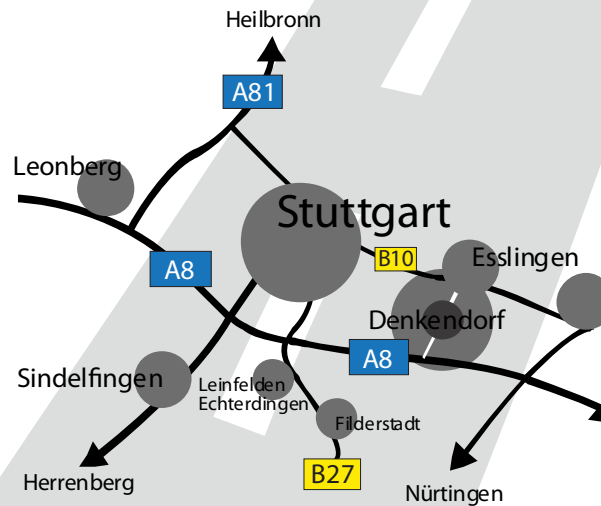 Heilbronn
A81
Leonberg
Stuttgart
B10
Esslingen
A8
Denkendorf
A8
Sindelfingen
Leinfelden
Echterdingen
Filderstadt
B27
Herrenberg
Nürtingen